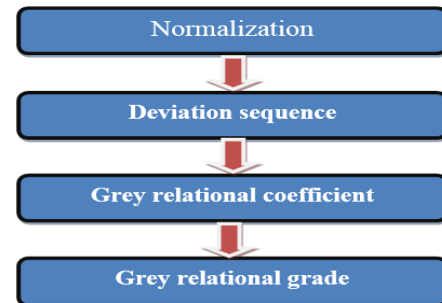 Normalization
Deviation sequence
Grey relational coefficient
Grey relational grade